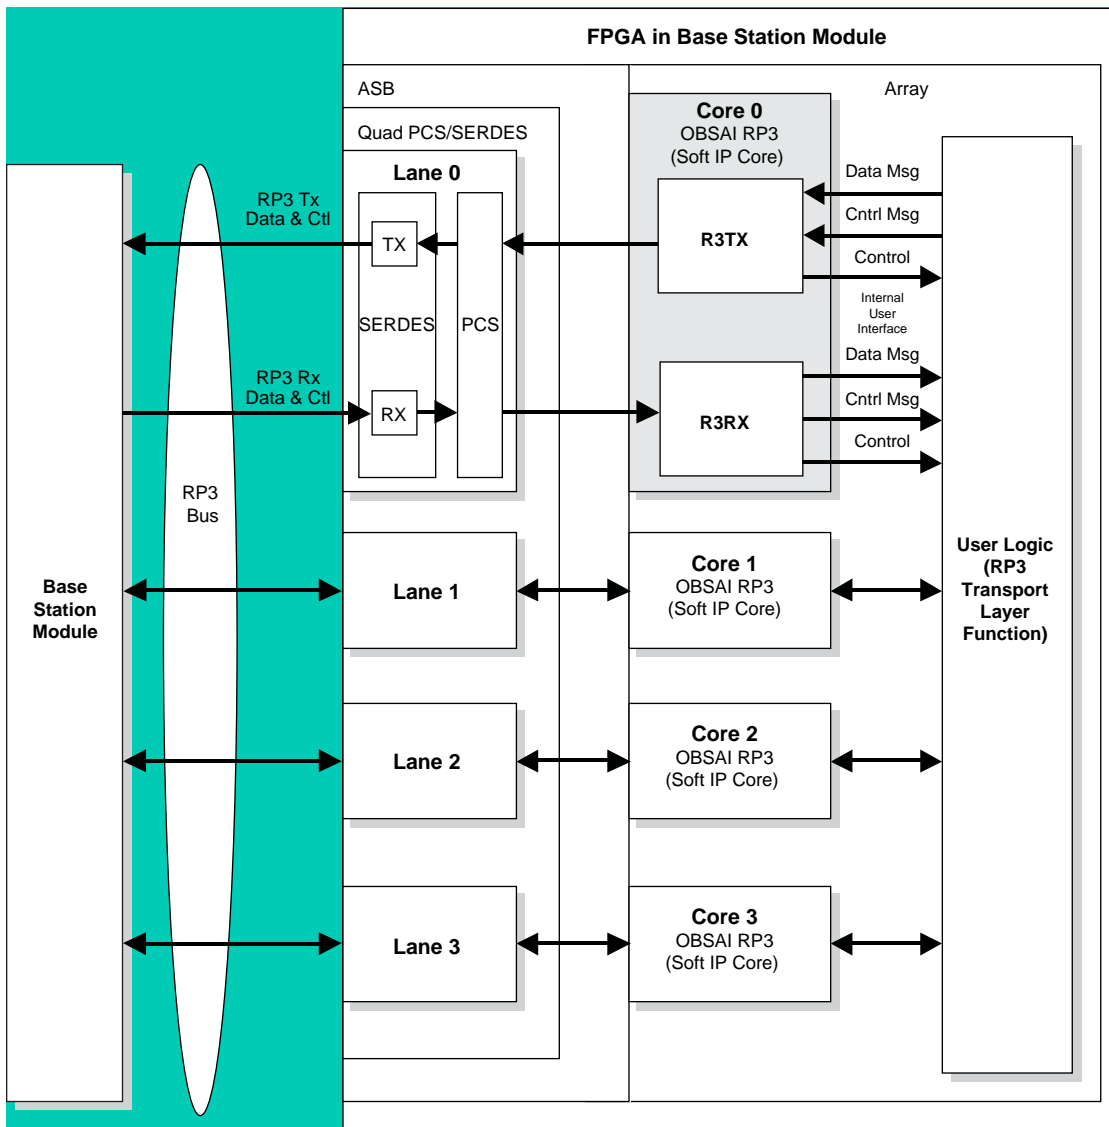 FPGA in Base Station Module
ASB
Array
Quad PCS/SERDES
Core 0
OBSAI RP3
(Soft IP Core)
Lane 0
RP3 Tx
Data & Ctl
TX
SERDES
PCS
RX
R3TX
Data Msg
Cntrl Msg
Control
Internal
User
Interface
RP3 Rx
Data & Ctl
R3RX
Data Msg
Cntrl Msg
Control
RP3
Bus
Base
Station
Module
Lane 1
Core 1
OBSAI RP3
(Soft IP Core)
User Logic
(RP3
Transport
Layer
Function)
Lane 2
Core 2
OBSAI RP3
(Soft IP Core)
Lane 3
Core 3
OBSAI RP3
(Soft IP Core)